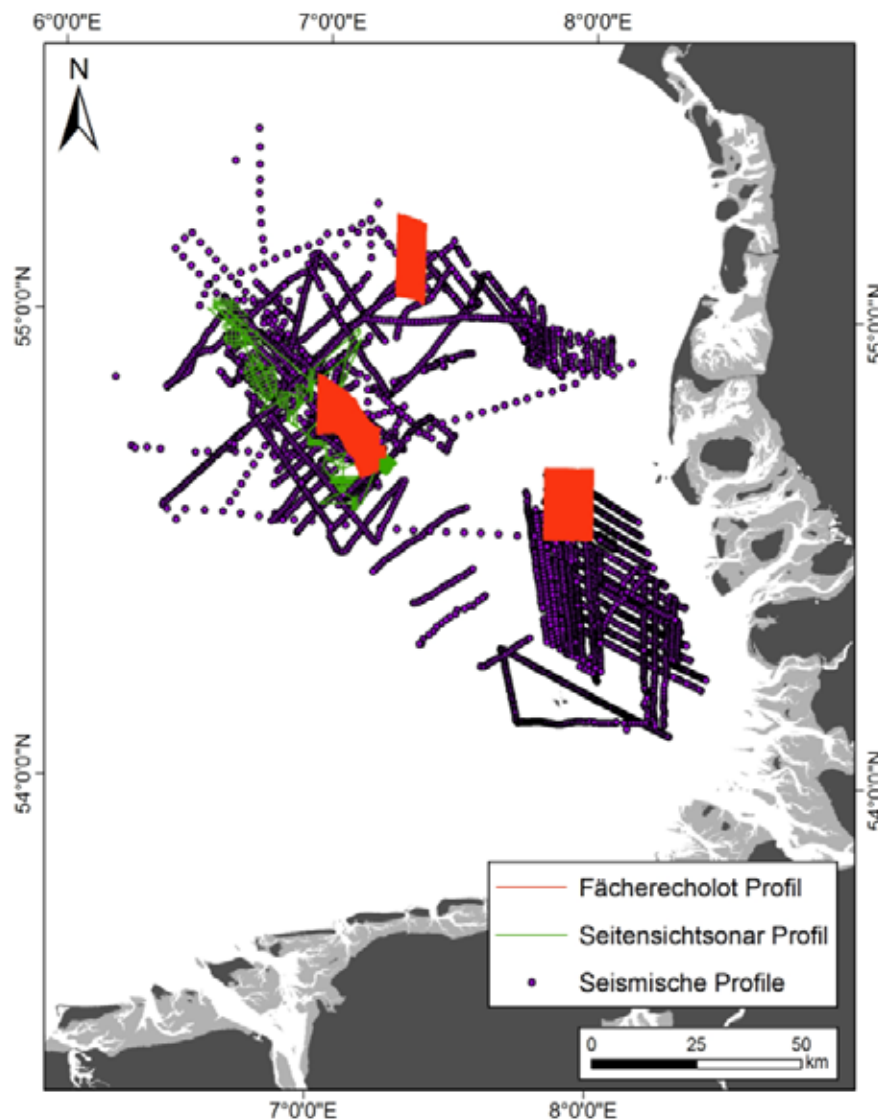 6°0'0"E 7°0'0"E 8°0'0"E
N
55°0'0"N 55°0'0"N
54°0'0"N 54°0'0"N
Fächerecholot Profil
Seitensichtsonar Profil
Seismische Profile
0 25 50
km
7°0'0"E 8°0'0"E